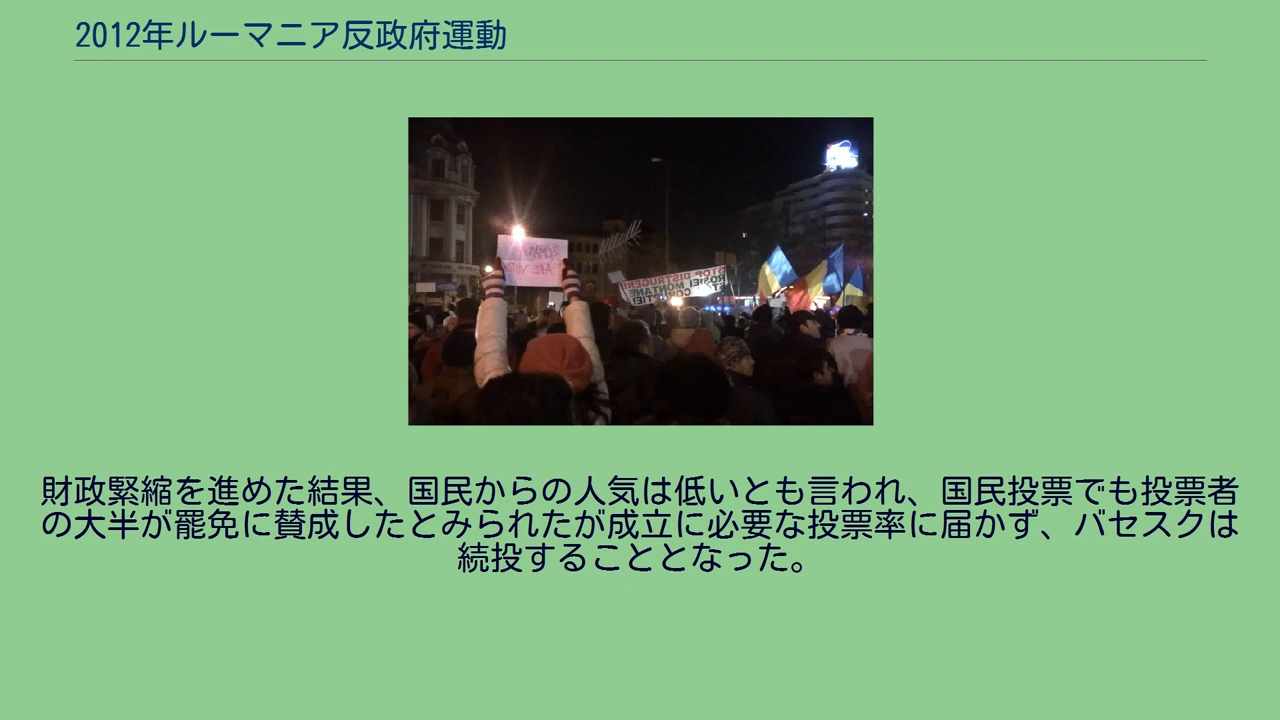 2012年ルーマニア反政府運動
STOP DISTRUGERI
ROSIEI MONTANE
財政緊縮を進めた結果、国民からの人気は低いとも言われ、国民投票でも投票者
の大半が罷免に賛成したとみられたが成立に必要な投票率に届かず、バセスクは
続投することとなった。